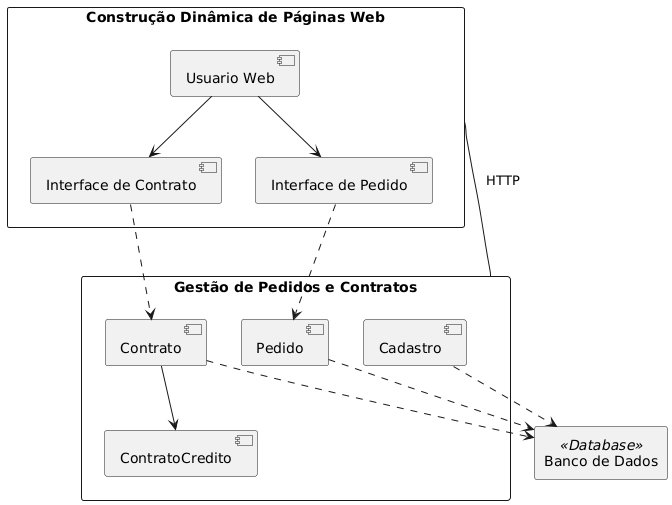 Construção Dinâmica de Páginas Web
Usuario Web
Interface de Contrato
Interface de Pedido
HTTP
Gestão de Pedidos e Contratos
Contrato
Pedido
Cadastro
ContratoCredito
«Database»
Banco de Dados